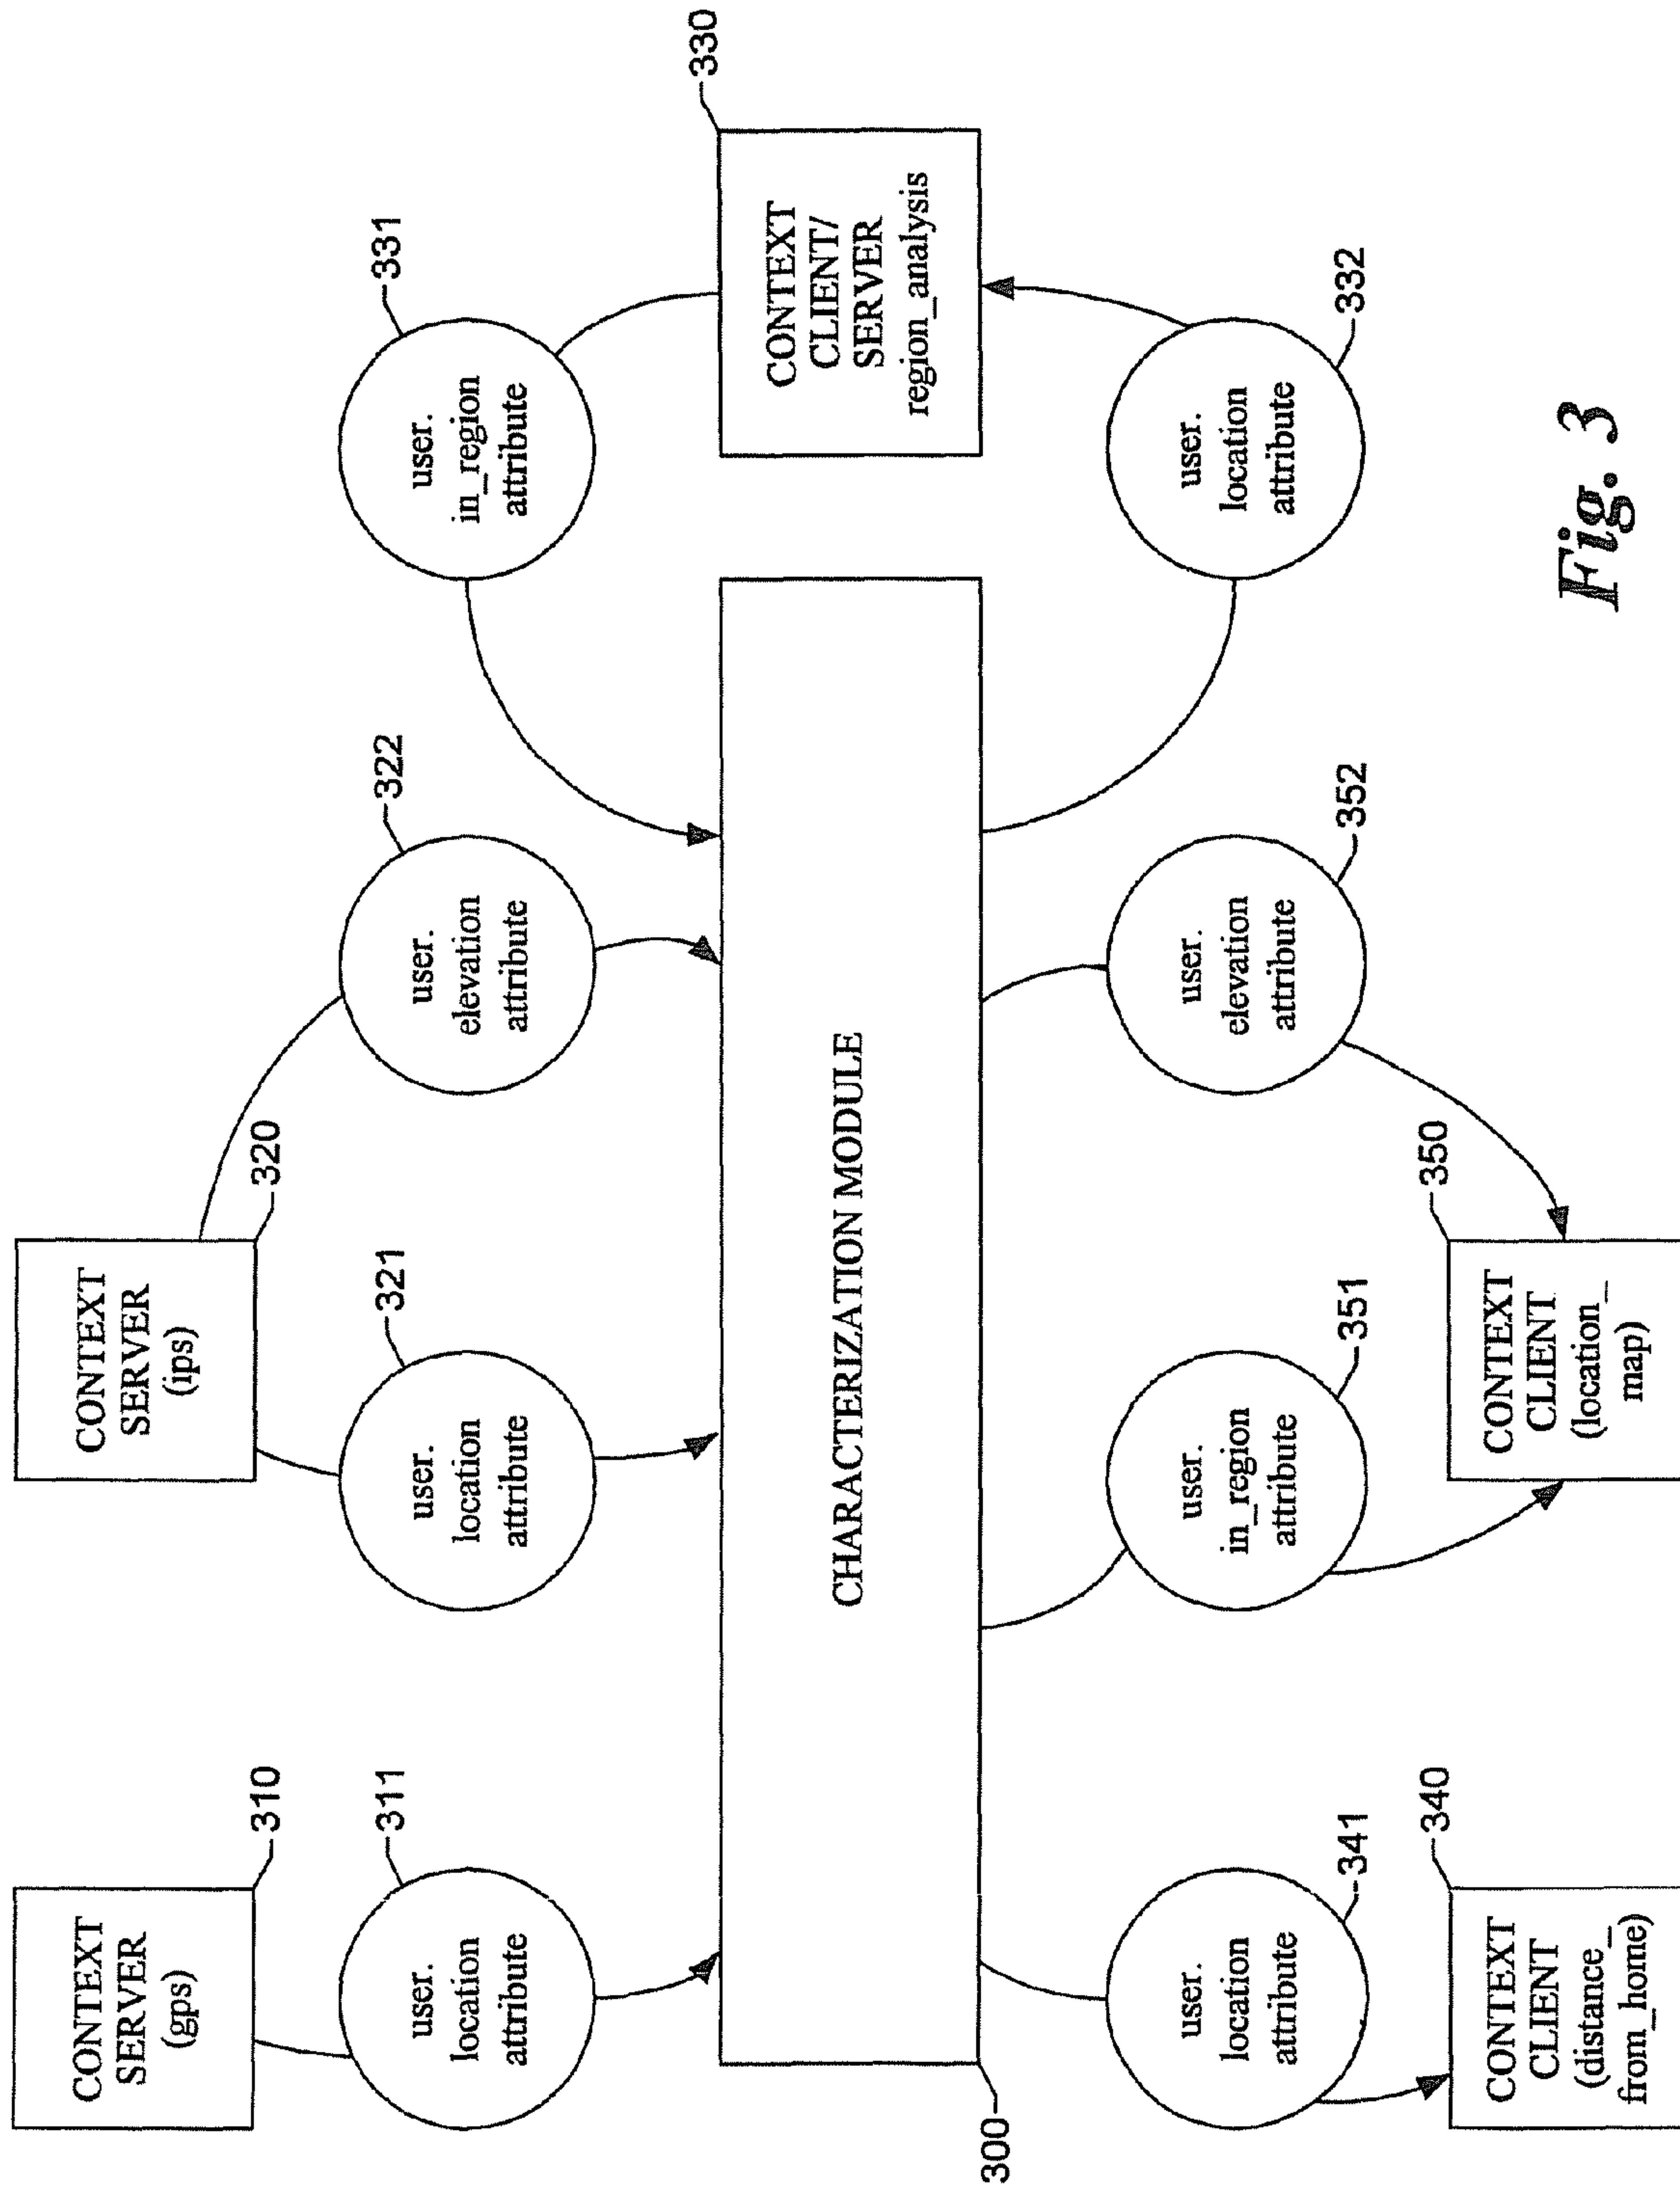 CONTEXT
SERVER
(gps)
310
CONTEXT
SERVER
(ips)
320
311
user.
location
attribute
321
user.
location
attribute
322
user.
elevation
attribute
331
user.
in_region
attribute
330
CONTEXT
CLIENT/
SERVER
region_analysis
CHARACTERIZATION MODULE
300
user.
location
attribute
341
user.
in_region
attribute
351
user.
elevation
attribute
352
user.
location
attribute
332
340
CONTEXT
CLIENT
(distance_
from_home)
350
CONTEXT
CLIENT
(location_
map)
Fig. 3